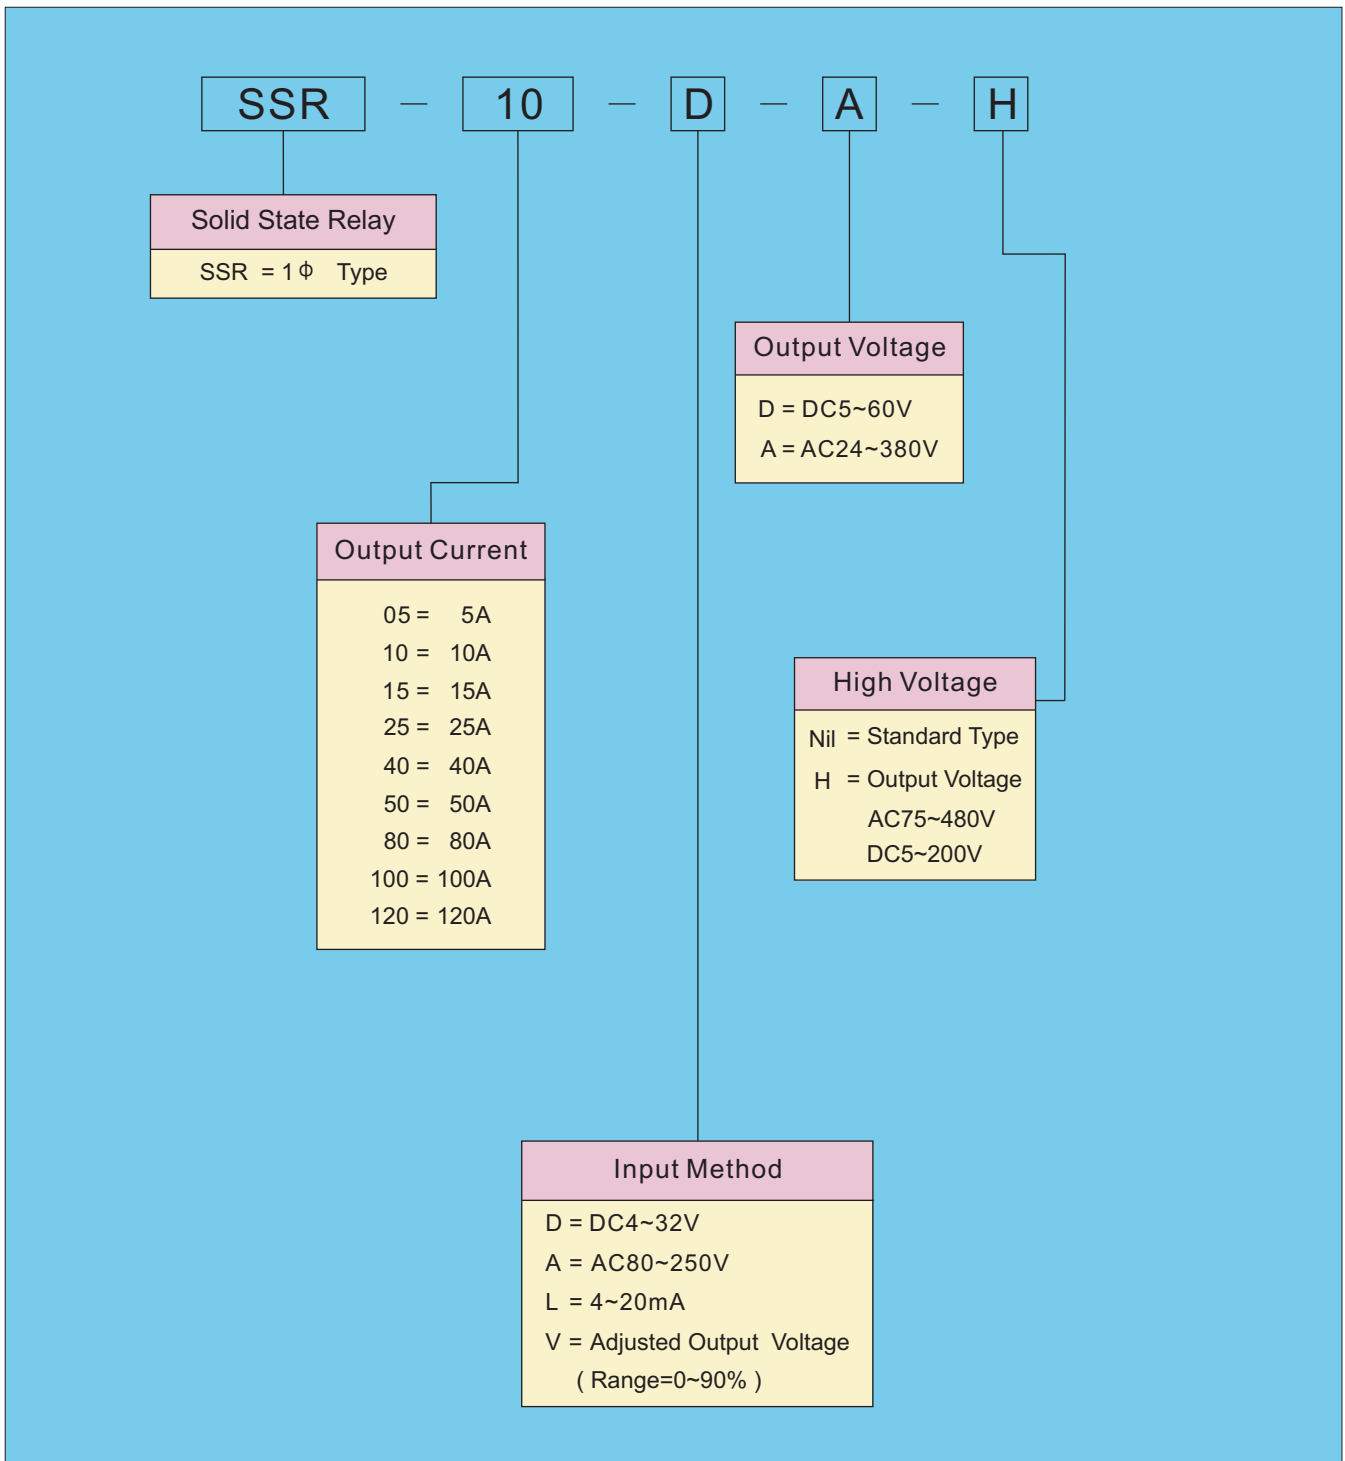 SSR — 10 — D — A — H
Solid State Relay
SSR = 1Φ Type
Output Voltage
D = DC5~60V
A = AC24~380V
Output Current
05 = 5A
10 = 10A
15 = 15A
25 = 25A
40 = 40A
50 = 50A
80 = 80A
100 = 100A
120 = 120A
High Voltage
Nil = Standard Type
H = Output Voltage
AC75~480V
DC5~200V
Input Method
D = DC4~32V
A = AC80~250V
L = 4~20mA
V = Adjusted Output Voltage
( Range=0~90% )